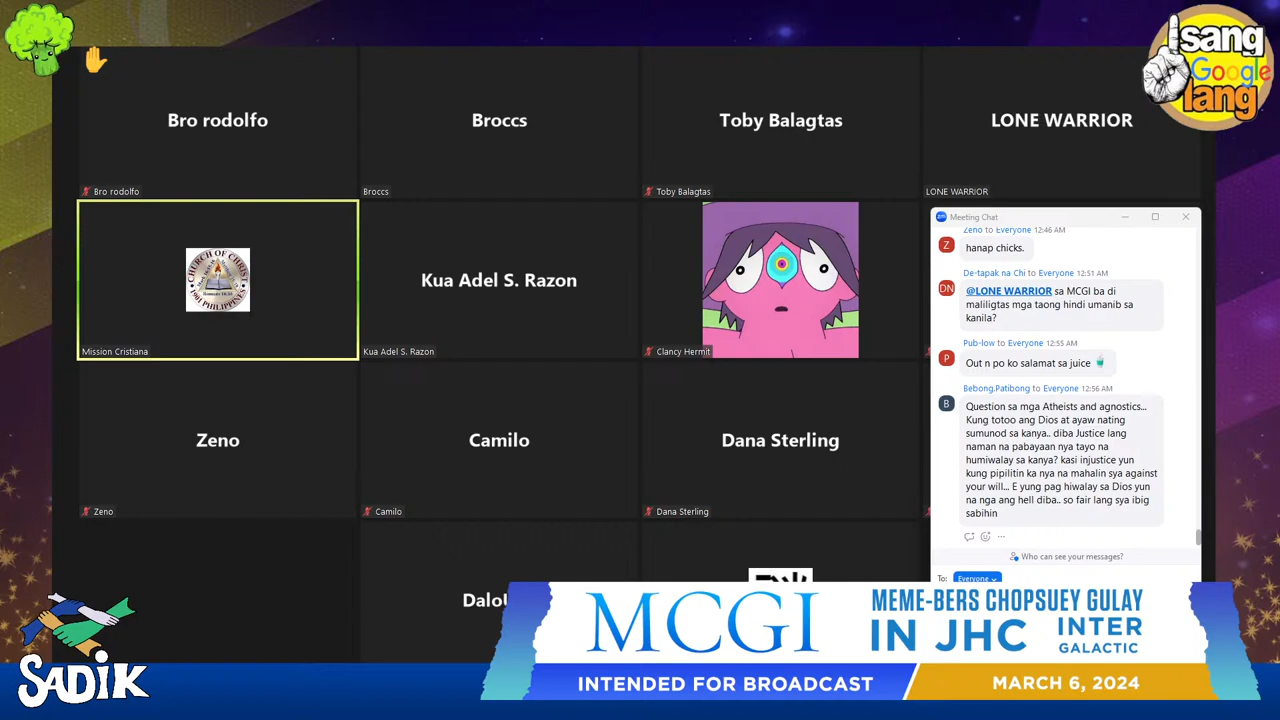 Isang
Google
lang
Bro rodolfo
Broccs
Toby Balagtas
LONE WARRIOR
Bro rodolfo
Broccs
Toby Balagtas
LONE WARRIOR
CHURCH OF CHRIST
1901 PHILIPPINES
Mission Cristiana
Kua Adel S. Razon
Kua Adel S. Razon
Clancy Hermit
Zeno
Camilo
Dana Sterling
Zeno
Camilo
Dana Sterling
Meeting Chat
Zeno to Everyone 12:46 AM
Z
hanap chicks.
De-tapak na Chi to Everyone 12:51 AM
DN
@LONE WARRIOR sa MCGI ba di
maliligtas mga taong hindi umanib sa
kanila?
Pub-low to Everyone 12:55 AM
P
Out n po ko salamat sa juice
Bebong.Patibong to Everyone 12:56 AM
B
Question sa mga Atheists and agnostics...
Kung totoo ang Dios at ayaw nating
sumunod sa kanya.. diba Justice lang
naman na pabayaan nya tayo na
humiwalay sa kanya? kasi injustice yun
kung pipilitin ka nya na mahalin sya against
your will... E yung pag hiwalay sa Dios yun
na nga ang hell diba.. so fair lang sya ibig
sabihin
Who can see your messages?
To: Everyone
SADIK
MCGI
MEME-BERS CHOPSUEY GULAY
IN JHC
INTER
GALACTIC
INTENDED FOR BROADCAST
MARCH 6, 2024